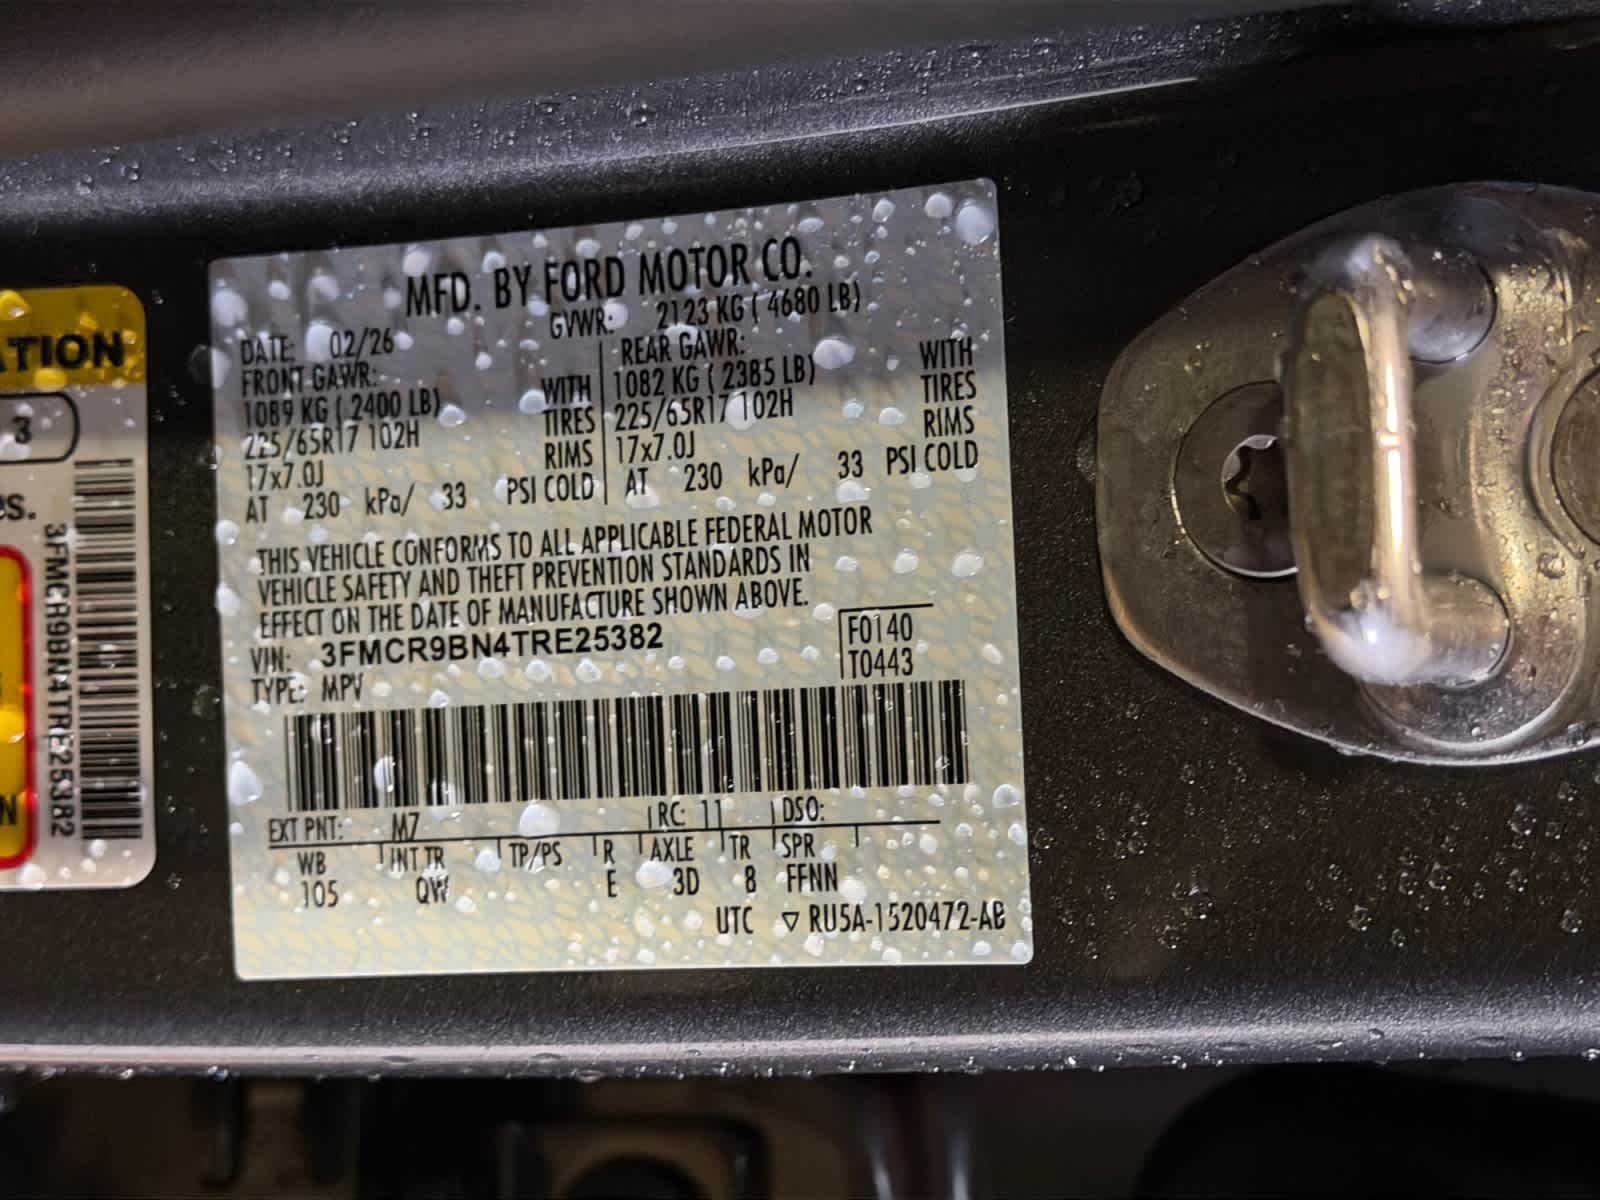 MFD. BY FORD MOTOR CO.
GVWR: 2123 KG ( 4680 LB)
DATE: 02/26
FRONT GAWR:
1089 KG ( 2400 LB) WITH
225/65R17 102H TIRES
17x7.0J RIMS
AT 230 kPa/ 33 PSI COLD
REAR GAWR: WITH
1082 KG ( 2385 LB) TIRES
225/65R17 102H RIMS
17x7.0J
AT 230 kPa/ 33 PSI COLD
THIS VEHICLE CONFORMS TO ALL APPLICABLE FEDERAL MOTOR
VEHICLE SAFETY AND THEFT PREVENTION STANDARDS IN
EFFECT ON THE DATE OF MANUFACTURE SHOWN ABOVE.
VIN: 3FMCR9BN4TRE25382
TYPE: MPV
F0140
T0443
EXT PNT: M7 RC: 11 DSO:
WB INT TR TP/PS R AXLE TR SPR
105 QW E 3D 8 FFNN
UTC ▽ RU5A-1520472-AB
ATION
3
es.
3FMCR9BN4TRE25382
N